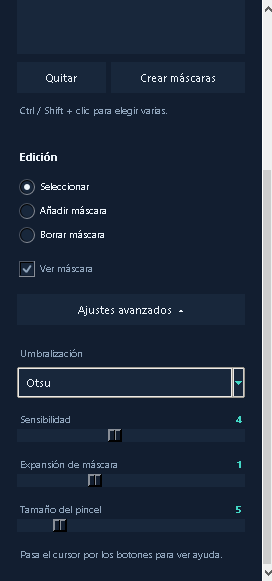 Quitar
Crear máscaras
Ctrl / Shift + clic para elegir varias.
Edición
Seleccionar
Añadir máscara
Borrar máscara
Ver máscara
Ajustes avanzados
Umbralización
Otsu
Sensibilidad 4
Expansión de máscara 1
Tamaño del pincel 5
Pasa el cursor por los botones para ver ayuda.